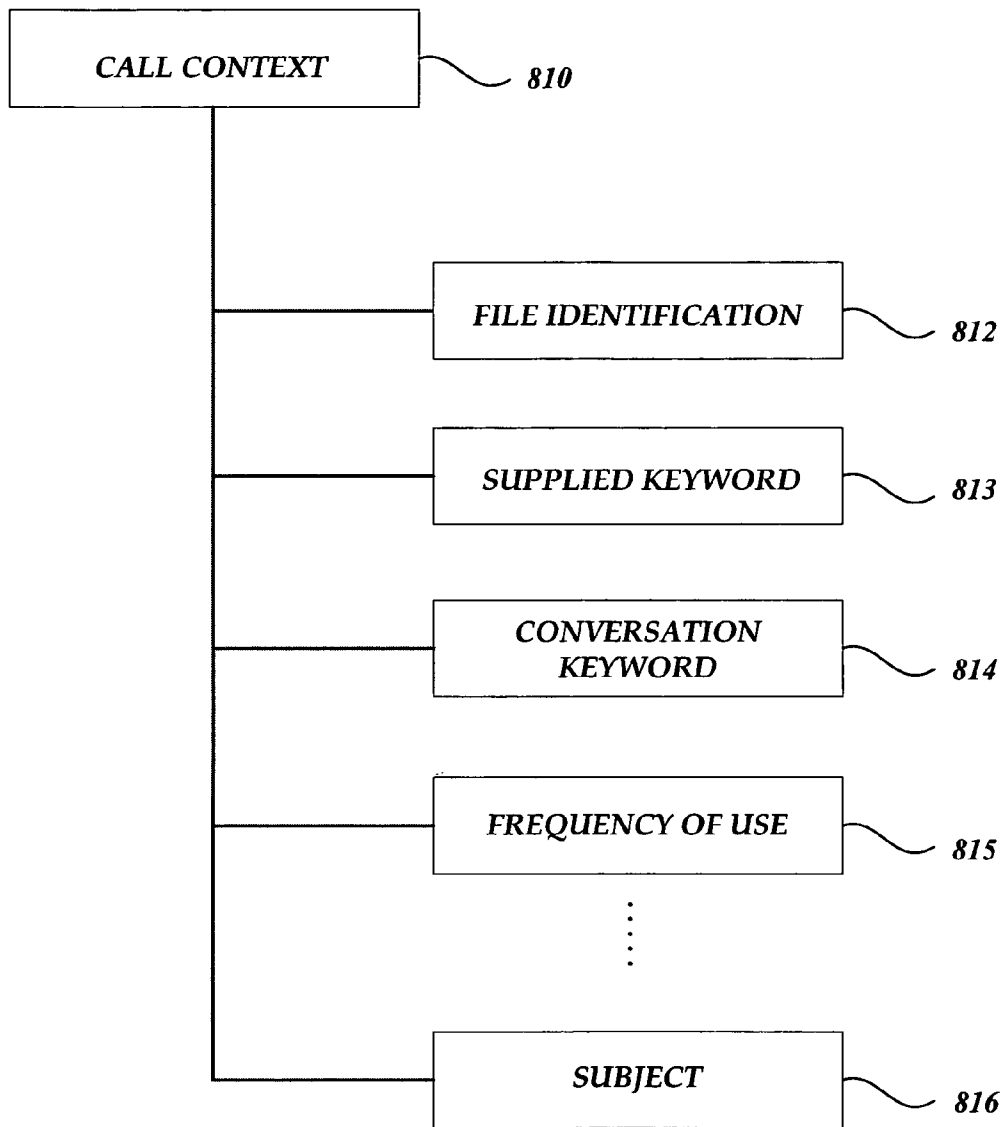 CALL CONTEXT
810
FILE IDENTIFICATION
812
SUPPLIED KEYWORD
813
CONVERSATION
KEYWORD
814
FREQUENCY OF USE
815
SUBJECT
816